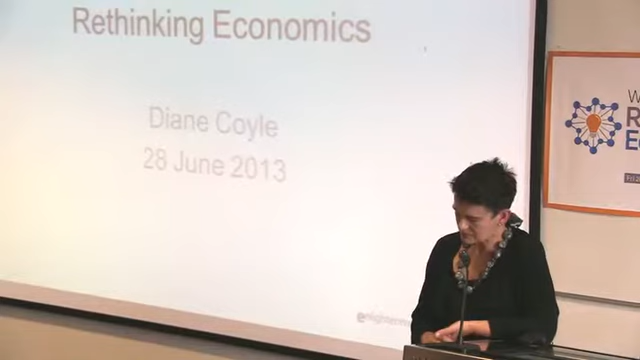 Rethinking Economics
Diane Coyle
28 June 2013
W
R
E